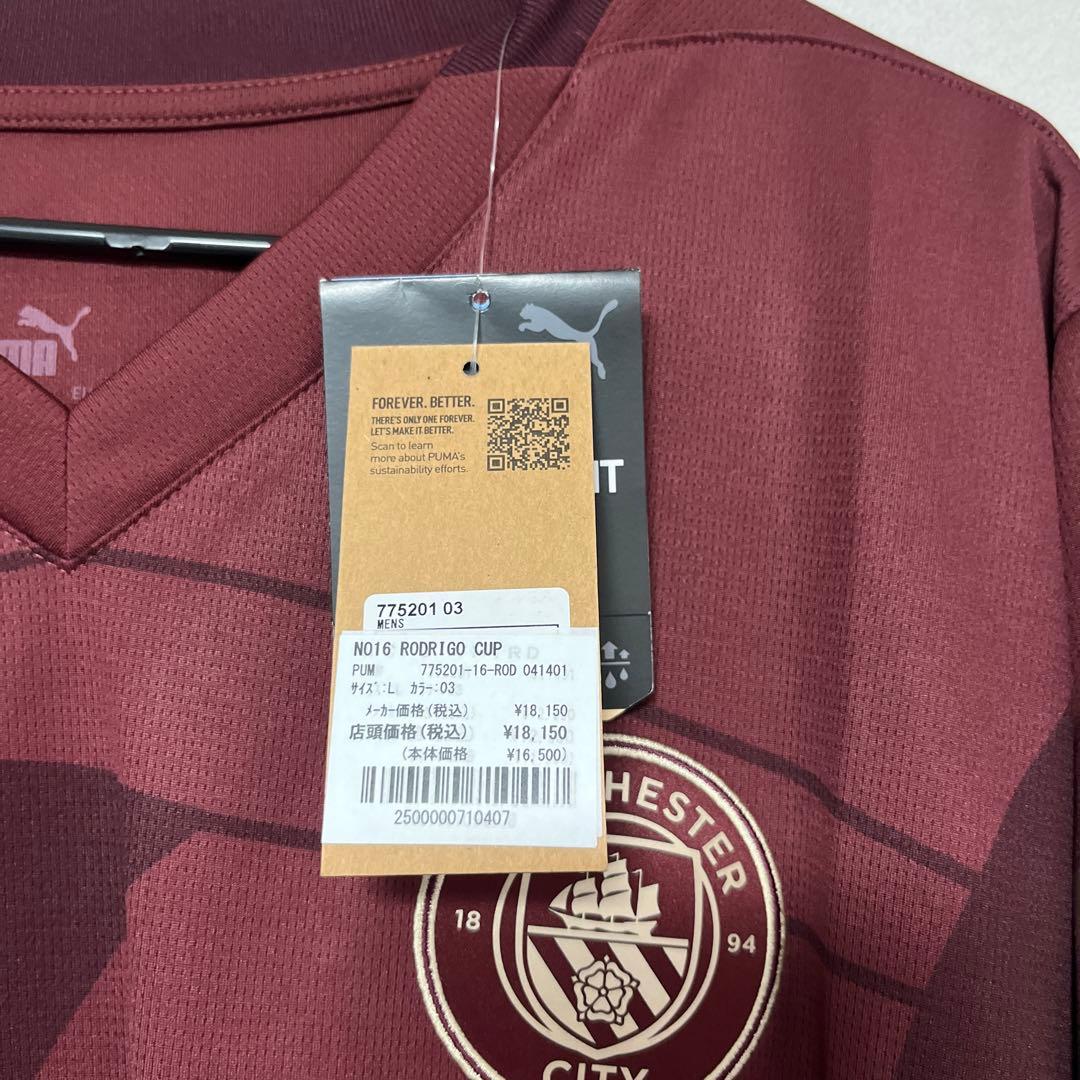 FOREVER. BETTER.
THERE'S ONLY ONE FOREVER.
LET'S MAKE IT BETTER.
Scan to learn
more about PUMA's
sustainability efforts.
775201 03
MENS
NO16 RODRIGO CUP
PUM 775201-16-ROD 041401
ｻｲｽﾞ:L ｶﾗｰ:03
ﾒｰｶｰ価格(税込) ¥18,150
店頭価格(税込) ¥18,150
(本体価格 ¥16,500)
2500000710407
18
94
CITY